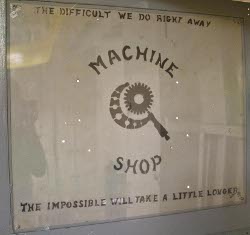 THE DIFFICULT WE DO RIGHT AWAY
MACHINE
SHOP
THE IMPOSSIBLE WILL TAKE A LITTLE LONGER